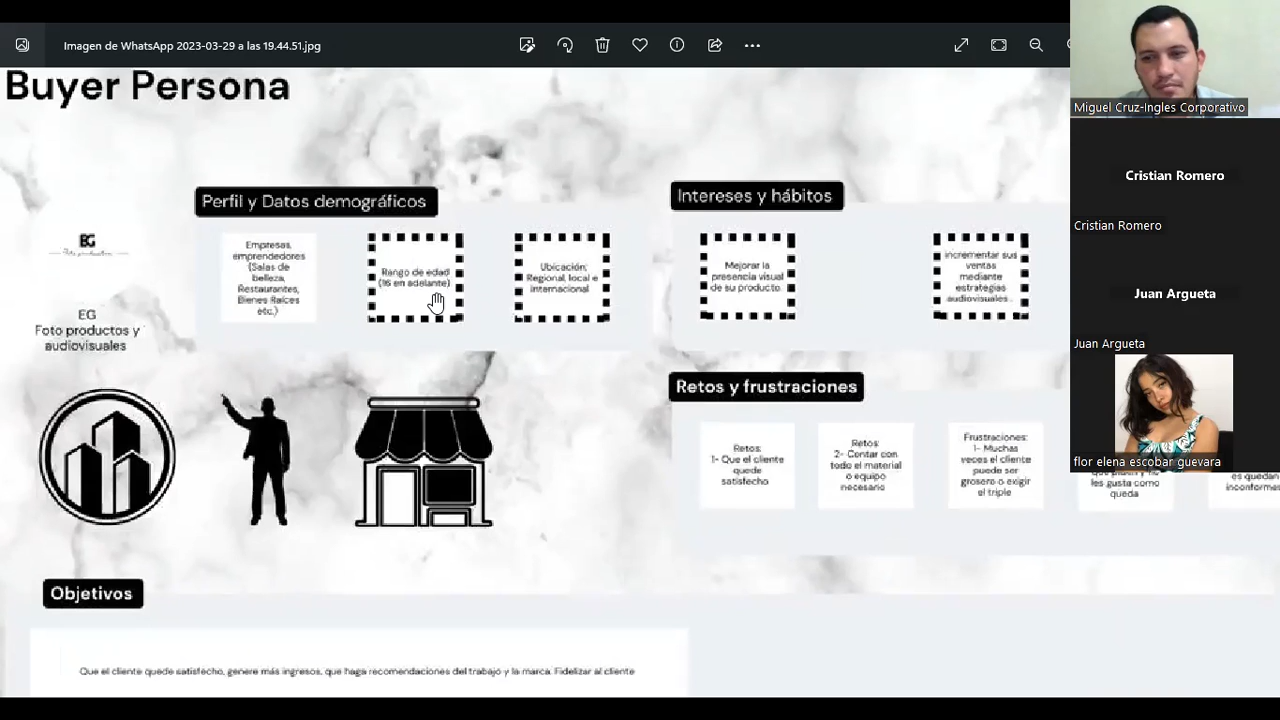 Imagen de WhatsApp 2023-03-29 a las 19.44.51.jpg
Buyer Persona
Perfil y Datos demográficos
Empresas,
emprendedores
(Salas de
belleza,
Restaurantes,
Bienes Raíces
etc.)
Rango de edad
(16 en adelante)
Ubicación:
Regional, local e
internacional
EG
EG
Foto productos y
audiovisuales
Intereses y hábitos
Mejorar la
presencia visual
de su producto.
incrementar sus
ventas
mediante
estrategias
audiovisuales .
Retos y frustraciones
Retos:
1- Que el cliente
quede
satisfecho
Retos:
2- Contar con
todo el material
o equipo
necesario
Frustraciones:
1- Muchas
veces el cliente
puede ser
grosero o exigir
el triple
les gusta como
queda
es quedan
inconformes
Objetivos
Que el cliente quede satisfecho, genere más ingresos, que haga recomendaciones del trabajo y la marca. Fidelizar al cliente
Miguel Cruz-Ingles Corporativo
Cristian Romero
Cristian Romero
Juan Argueta
Juan Argueta
flor elena escobar guevara